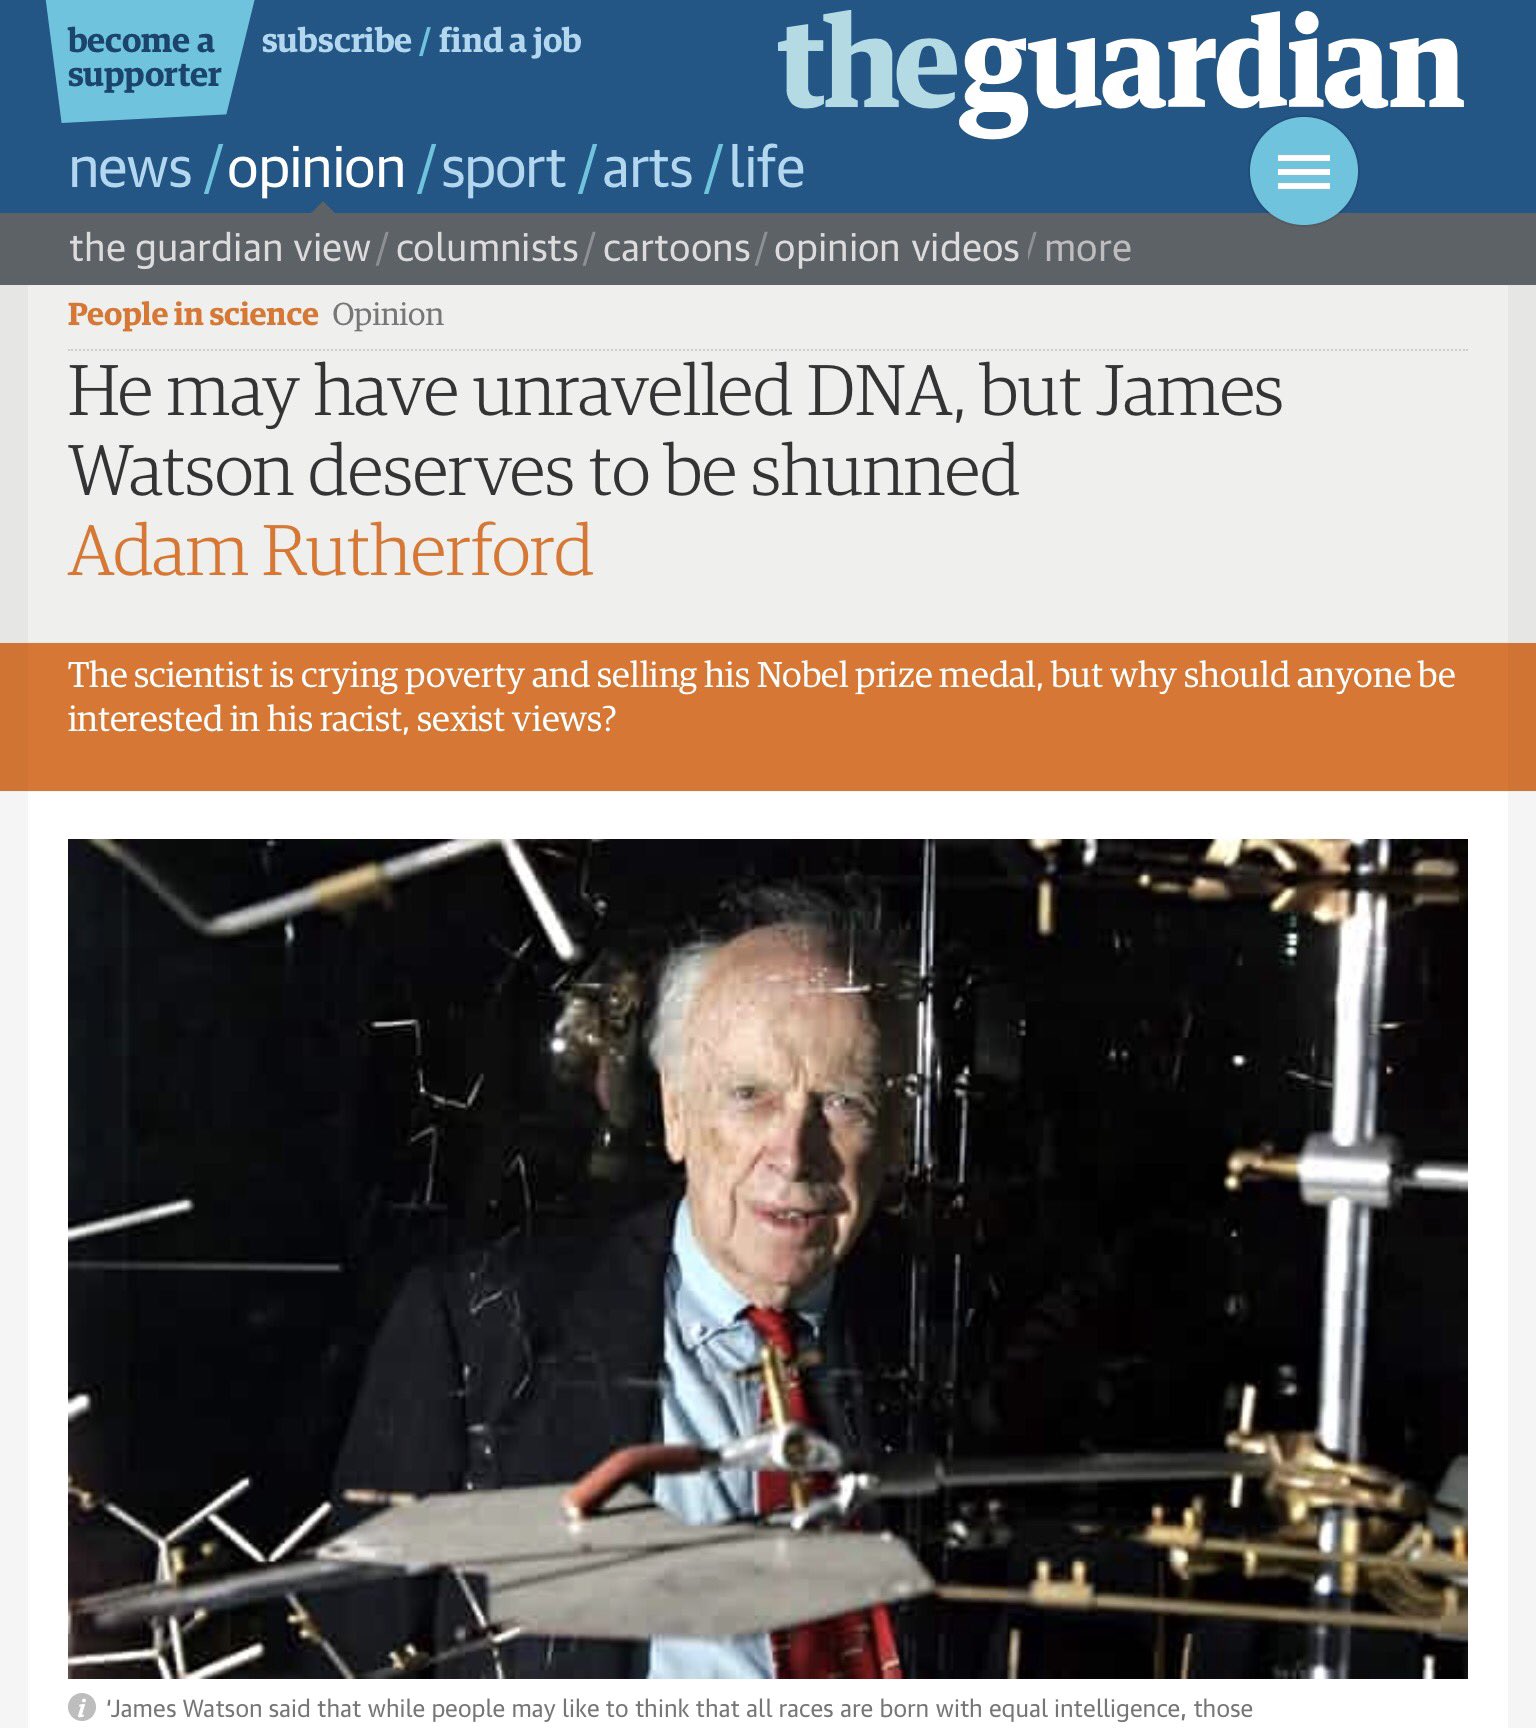 become a
supporter
subscribe / find a job
theguardian
news / opinion / sport / arts / life
the guardian view / columnists / cartoons / opinion videos / more
People in science Opinion
He may have unravelled DNA, but James
Watson deserves to be shunned
Adam Rutherford
The scientist is crying poverty and selling his Nobel prize medal, but why should anyone be
interested in his racist, sexist views?
i ‘James Watson said that while people may like to think that all races are born with equal intelligence, those